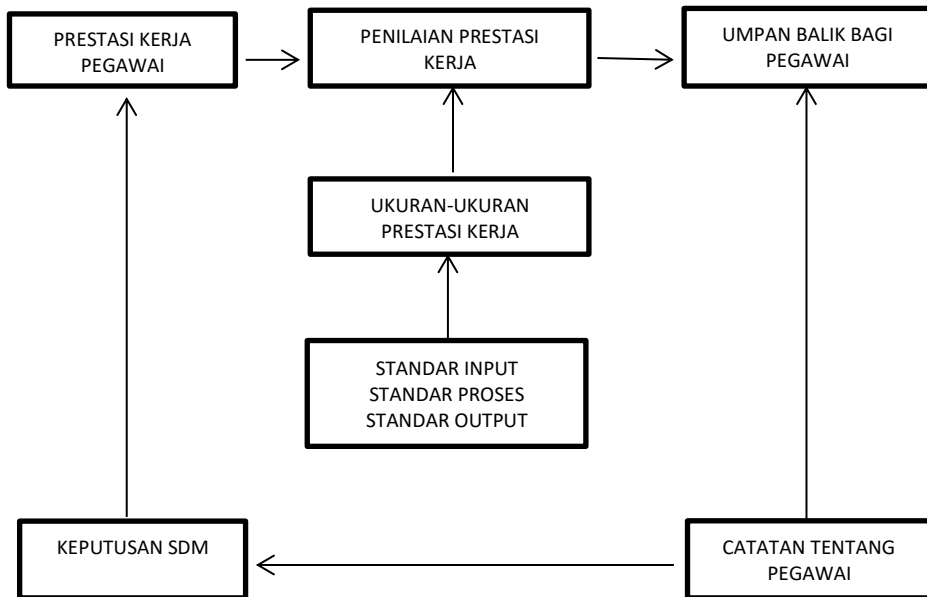 PRESTASI KERJA
PEGAWAI
PENILAIAN PRESTASI
KERJA
UMPAN BALIK BAGI
PEGAWAI
UKURAN-UKURAN
PRESTASI KERJA
STANDAR INPUT
STANDAR PROSES
STANDAR OUTPUT
KEPUTUSAN SDM
CATATAN TENTANG
PEGAWAI